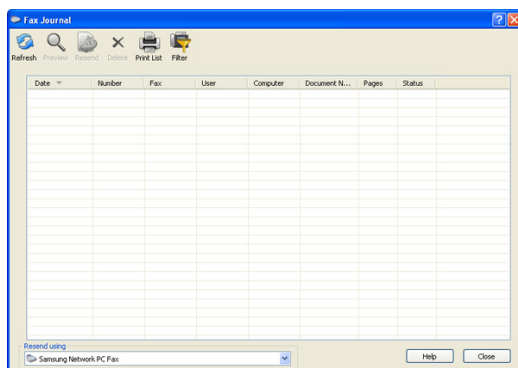 Fax Journal
Refresh Preview Resend Delete Print List Filter
Date Number Fax User Computer Document N... Pages Status
Resend using
Samsung Network PC Fax
Help Close